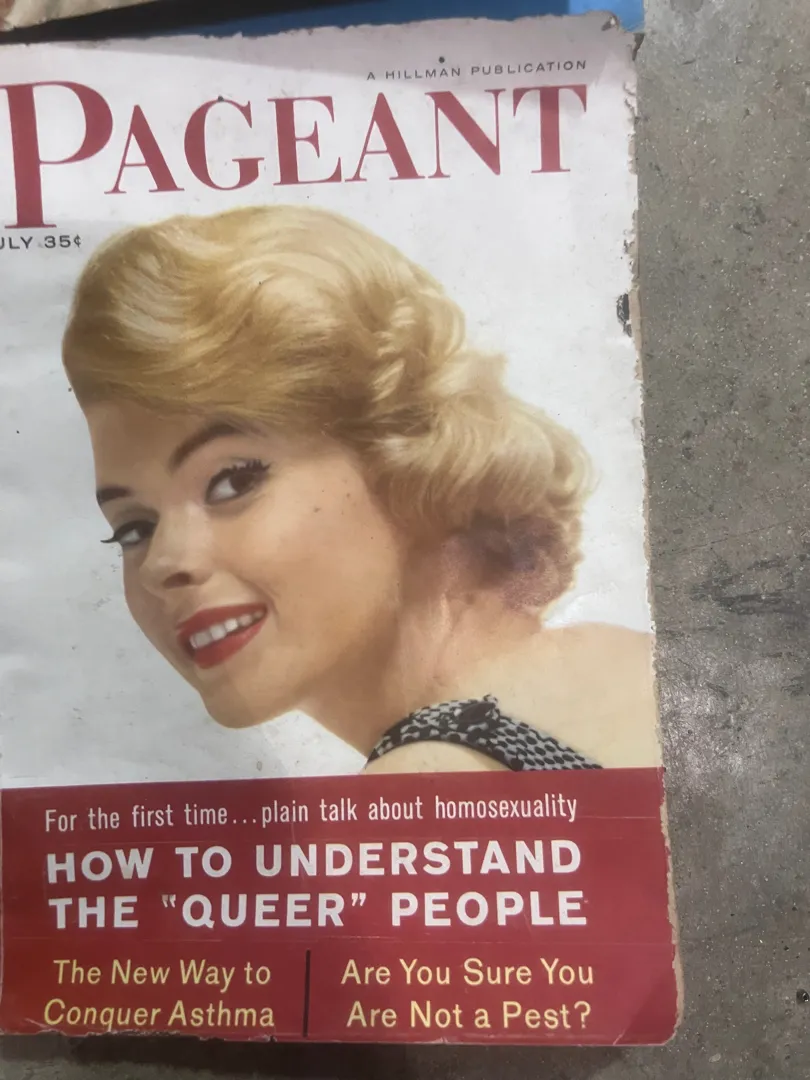 A HILLMAN PUBLICATION
PAGEANT
JULY 35¢
For the first time...plain talk about homosexuality
HOW TO UNDERSTAND
THE "QUEER" PEOPLE
The New Way to
Conquer Asthma
Are You Sure You
Are Not a Pest?